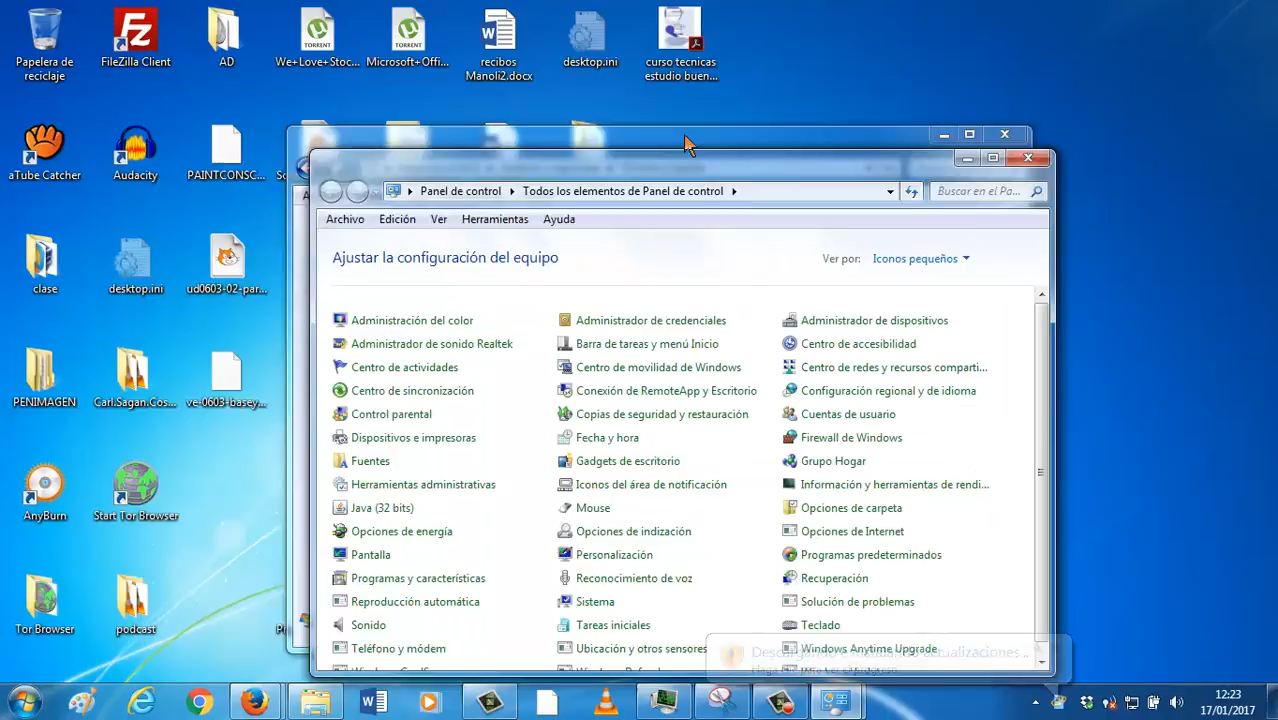 Papelera de
reciclaje
FileZilla Client
AD
TORRENT
We+Love+Stoc...
TORRENT
Microsoft+Offi...
recibos
Manoli2.docx
desktop.ini
curso tecnicas
estudio buen...
aTube Catcher
Audacity
PAINTCONSC...
clase
desktop.ini
ud0603-02-par...
PENIMAGEN
Carl.Sagan.Cos...
ve-0603-basey...
AnyBurn
Start Tor Browser
Tor Browser
podcast
Panel de control
Todos los elementos de Panel de control
Buscar en el Pa...
Archivo
Edición
Ver
Herramientas
Ayuda
Ajustar la configuración del equipo
Ver por:
Iconos pequeños
Administración del color
Administrador de credenciales
Administrador de dispositivos
Administrador de sonido Realtek
Barra de tareas y menú Inicio
Centro de accesibilidad
Centro de actividades
Centro de movilidad de Windows
Centro de redes y recursos comparti...
Centro de sincronización
Conexión de RemoteApp y Escritorio
Configuración regional y de idioma
Control parental
Copias de seguridad y restauración
Cuentas de usuario
Dispositivos e impresoras
Fecha y hora
Firewall de Windows
Fuentes
Gadgets de escritorio
Grupo Hogar
Herramientas administrativas
Iconos del área de notificación
Información y herramientas de rendi...
Java (32 bits)
Mouse
Opciones de carpeta
Opciones de energía
Opciones de indización
Opciones de Internet
Pantalla
Personalización
Programas predeterminados
Programas y características
Reconocimiento de voz
Recuperación
Reproducción automática
Sistema
Solución de problemas
Sonido
Tareas iniciales
Teclado
Teléfono y módem
Ubicación y otros sensores
Windows Anytime Upgrade
Haga clic para ver el progreso
12:23
17/01/2017